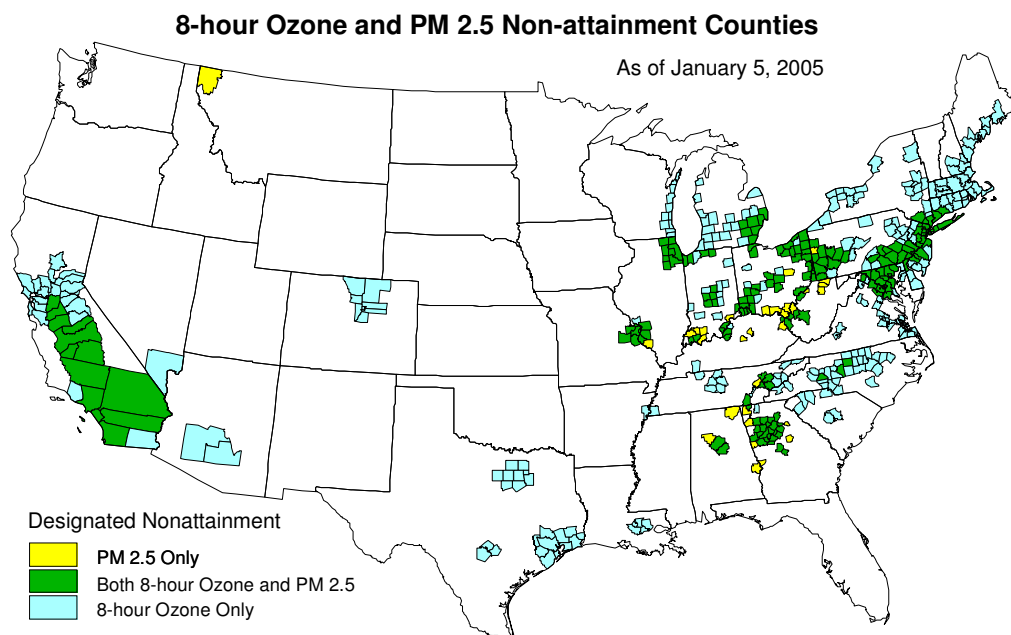 8-hour Ozone and PM 2.5 Non-attainment Counties
As of January 5, 2005
Designated Nonattainment
PM 2.5 Only
Both 8-hour Ozone and PM 2.5
8-hour Ozone Only